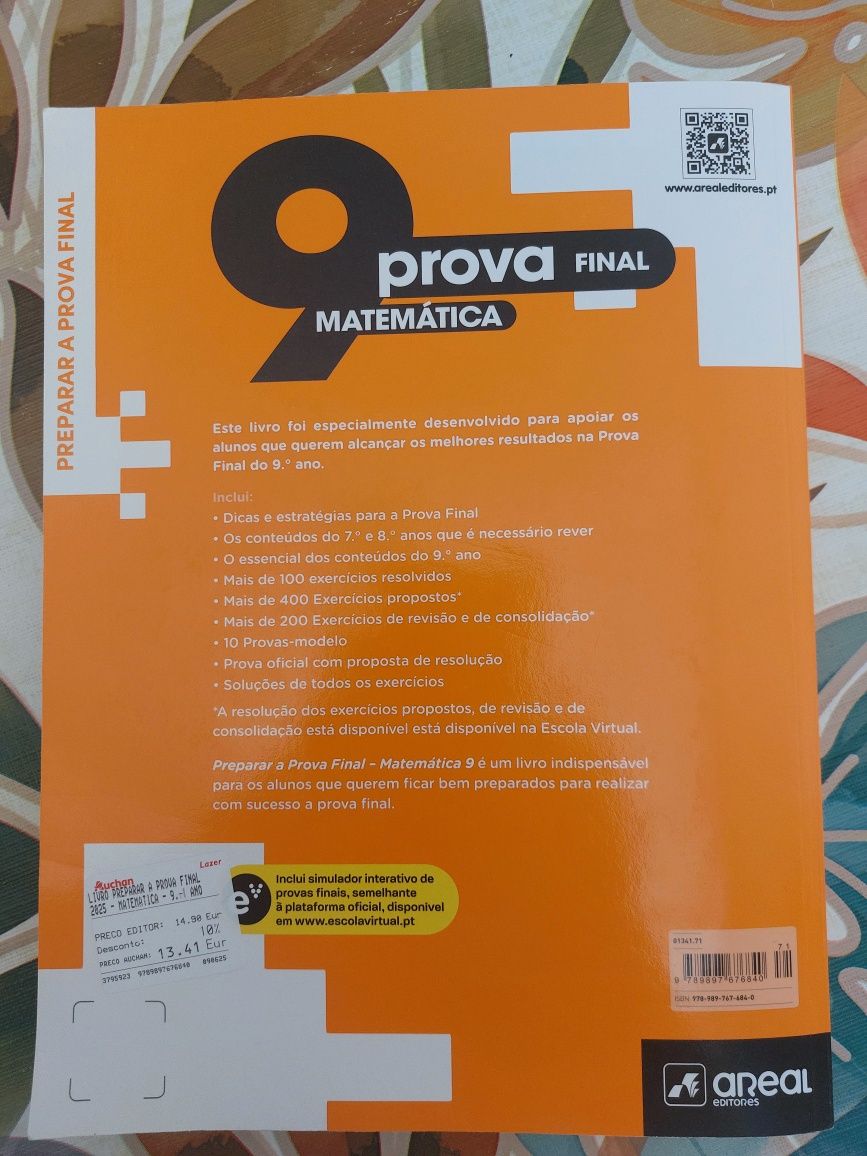 www.arealeditores.pt
PREPARAR A PROVA FINAL
9
prova FINAL
MATEMÁTICA
Este livro foi especialmente desenvolvido para apoiar os
alunos que querem alcançar os melhores resultados na Prova
Final do 9.º ano.
Inclui:
• Dicas e estratégias para a Prova Final
• Os conteúdos do 7.º e 8.º anos que é necessário rever
• O essencial dos conteúdos do 9.º ano
• Mais de 100 exercícios resolvidos
• Mais de 400 Exercícios propostos*
• Mais de 200 Exercícios de revisão e de consolidação*
• 10 Provas-modelo
• Prova oficial com proposta de resolução
• Soluções de todos os exercícios
*A resolução dos exercícios propostos, de revisão e de
consolidação está disponível está disponível na Escola Virtual.
Preparar a Prova Final – Matemática 9 é um livro indispensável
para os alunos que querem ficar bem preparados para realizar
com sucesso a prova final.
Auchan Lazer
LIVRO PREPARAR A PROVA FINAL
2025 - MATEMATICA - 9.-| ANO
PRECO EDITOR: 14.90 Eur
Desconto: 10%
PRECO AUCHAN: 13.41 Eur
3795923 9789897676840 090625
e
Inclui simulador interativo de
provas finais, semelhante
à plataforma oficial, disponível
em www.escolavirtual.pt
01341.71
71
9 789897 676840
ISBN 978-989-767-684-0
areal
EDITORES